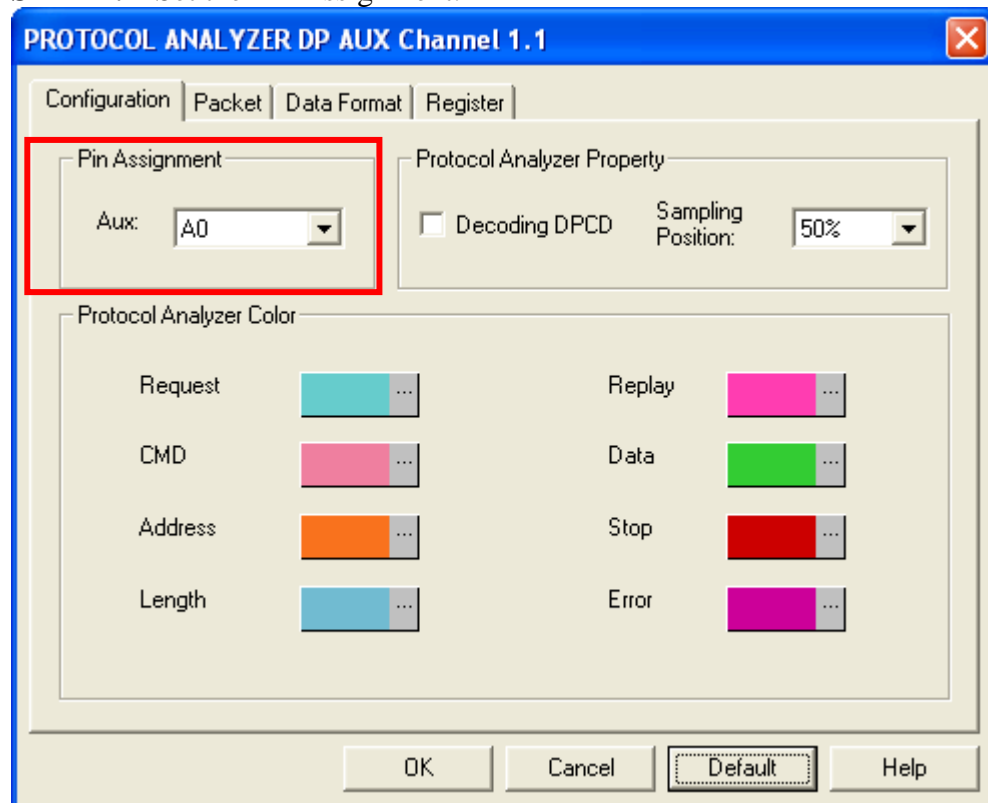 PROTOCOL ANALYZER DP AUX Channel 1.1
Configuration Packet Data Format Register
Pin Assignment
Aux: A0
Protocol Analyzer Property
Decoding DPCD
Sampling
Position: 50%
Protocol Analyzer Color
Request ... Replay ...
CMD ... Data ...
Address ... Stop ...
Length ... Error ...
OK Cancel Default Help